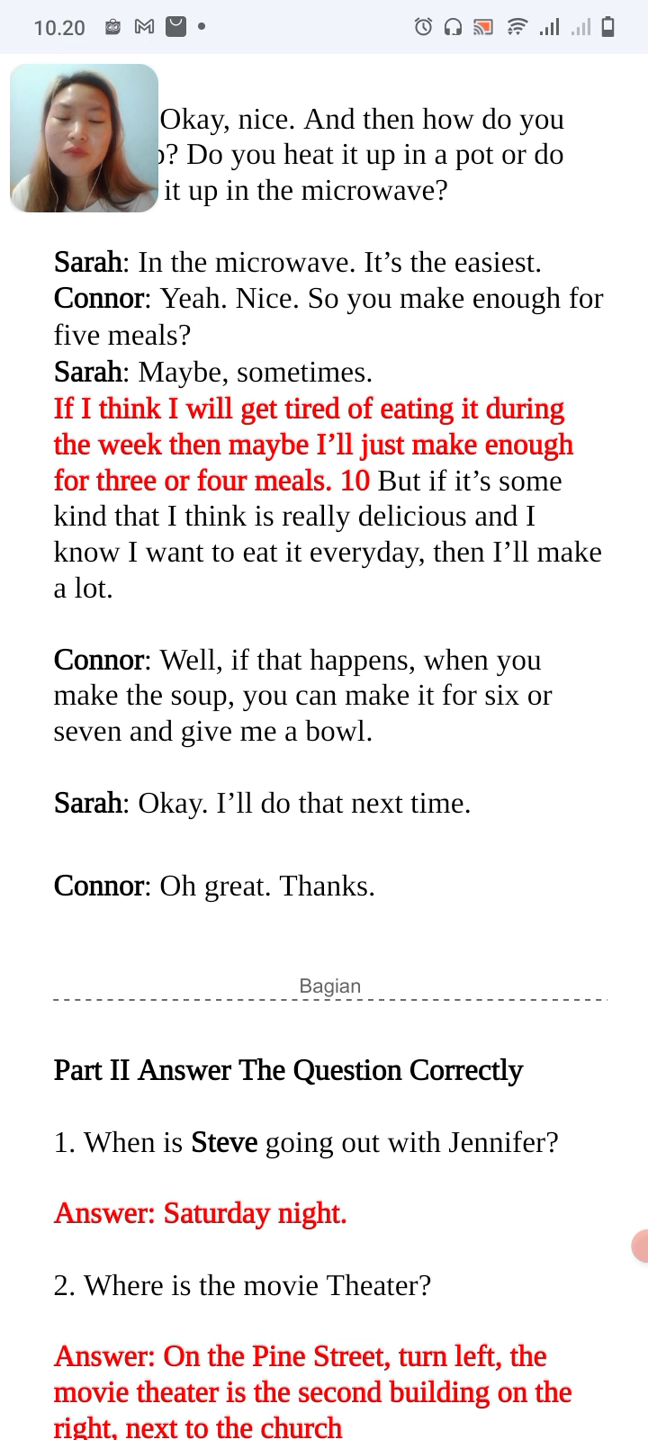 10.20
Okay, nice. And then how do you
? Do you heat it up in a pot or do
it up in the microwave?
Sarah: In the microwave. It’s the easiest.
Connor: Yeah. Nice. So you make enough for
five meals?
Sarah: Maybe, sometimes.
If I think I will get tired of eating it during
the week then maybe I’ll just make enough
for three or four meals. 10 But if it’s some
kind that I think is really delicious and I
know I want to eat it everyday, then I’ll make
a lot.
Connor: Well, if that happens, when you
make the soup, you can make it for six or
seven and give me a bowl.
Sarah: Okay. I’ll do that next time.
Connor: Oh great. Thanks.
Bagian
Part II Answer The Question Correctly
1. When is Steve going out with Jennifer?
Answer: Saturday night.
2. Where is the movie Theater?
Answer: On the Pine Street, turn left, the
movie theater is the second building on the
right, next to the church